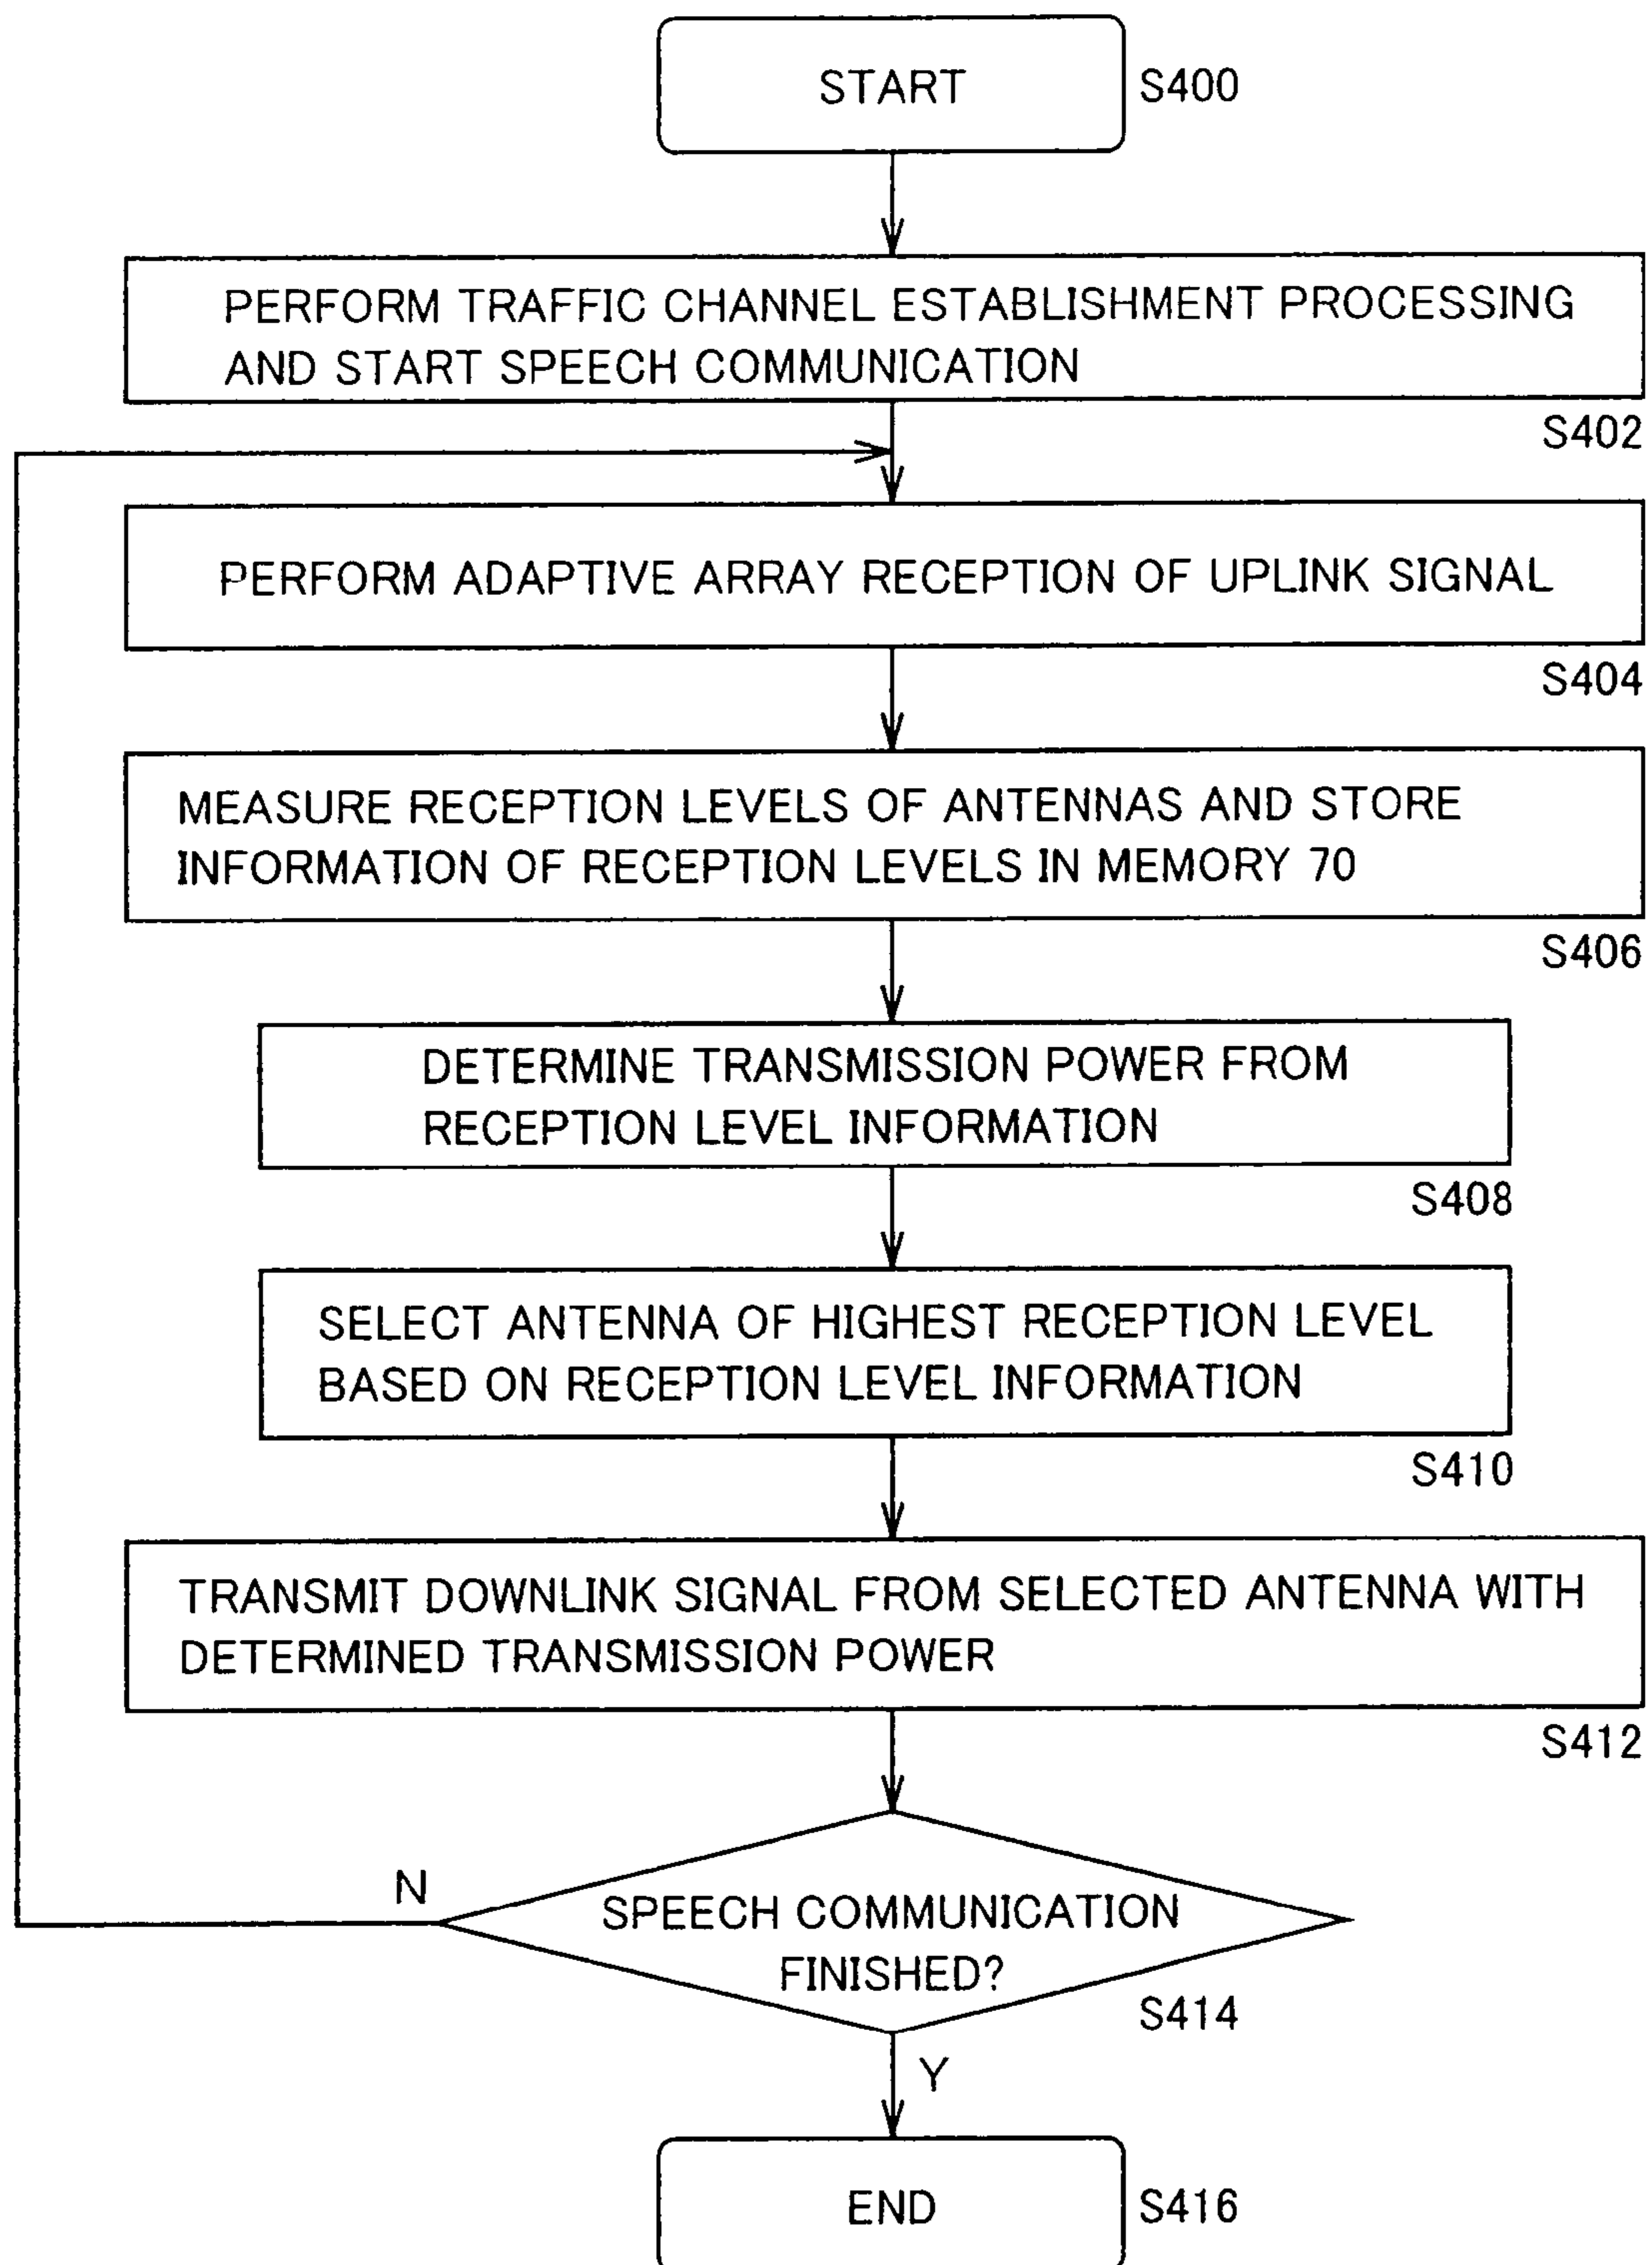 START
S400
PERFORM TRAFFIC CHANNEL ESTABLISHMENT PROCESSING
AND START SPEECH COMMUNICATION
S402
PERFORM ADAPTIVE ARRAY RECEPTION OF UPLINK SIGNAL
S404
MEASURE RECEPTION LEVELS OF ANTENNAS AND STORE
INFORMATION OF RECEPTION LEVELS IN MEMORY 70
S406
DETERMINE TRANSMISSION POWER FROM
RECEPTION LEVEL INFORMATION
S408
SELECT ANTENNA OF HIGHEST RECEPTION LEVEL
BASED ON RECEPTION LEVEL INFORMATION
S410
TRANSMIT DOWNLINK SIGNAL FROM SELECTED ANTENNA WITH
DETERMINED TRANSMISSION POWER
S412
N
SPEECH COMMUNICATION
FINISHED?
S414
Y
END
S416